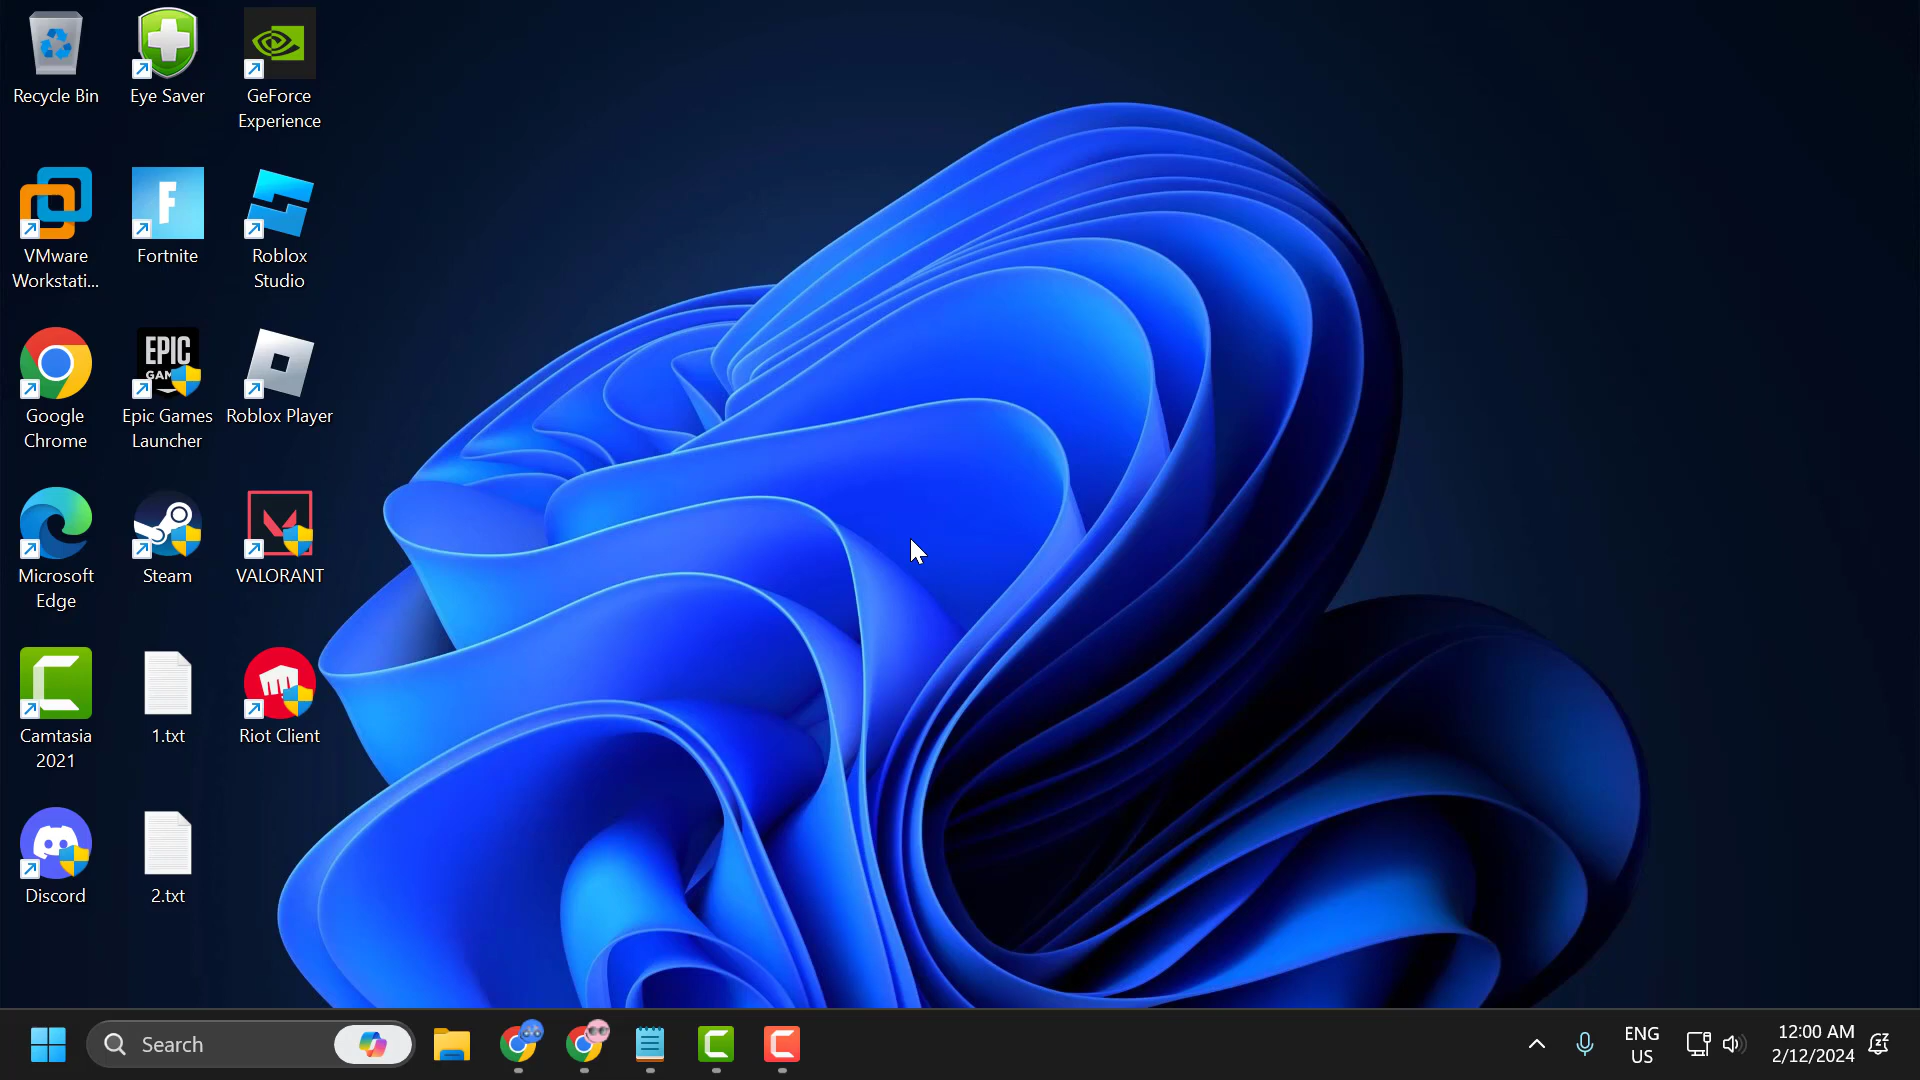 Recycle Bin
Eye Saver
GeForce
Experience
VMware
Workstati...
F
Fortnite
Roblox
Studio
EPIC
GAM
Google
Chrome
Epic Games
Launcher
Roblox Player
Microsoft
Edge
Steam
VALORANT
Camtasia
2021
1.txt
Riot Client
Discord
2.txt
Search
ENG
US
12:00 AM
2/12/2024